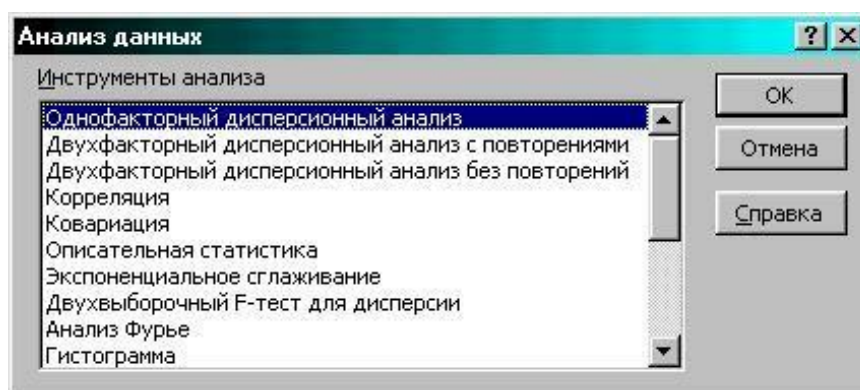 Анализ данных
Инструменты анализа
Однофакторный дисперсионный анализ
Двухфакторный дисперсионный анализ с повторениями
Двухфакторный дисперсионный анализ без повторений
Корреляция
Ковариация
Описательная статистика
Экспоненциальное сглаживание
Двухвыборочный F-тест для дисперсии
Анализ Фурье
Гистограмма
ОК
Отмена
Справка